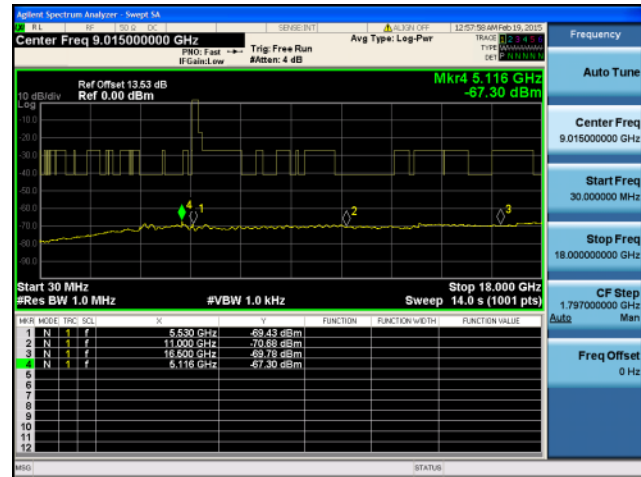 Agilent Spectrum Analyzer - Swept SA
RL RF 50 Ω DC SENSE:INT ALIGN OFF 12:57:58 AM Feb 19, 2015
Center Freq 9.015000000 GHz
PNO: Fast
IFGain:Low
Trig: Free Run
#Atten: 4 dB
Avg Type: Log-Pwr
TRACE 1 2 3 4 5 6
TYPE
DET P N N N N N
Ref Offset 13.53 dB
10 dB/div Ref 0.00 dBm
Log
Mkr4 5.116 GHz
-67.30 dBm
-10.0
-20.0
-30.0
-40.0
-50.0
-60.0
-70.0
-80.0
-90.0
4
1
2
3
Start 30 MHz
Stop 18.000 GHz
#Res BW 1.0 MHz #VBW 1.0 kHz Sweep 14.0 s (1001 pts)
MKR MODE TRC SCL X Y FUNCTION FUNCTION WIDTH FUNCTION VALUE
1 N 1 f 5.530 GHz -69.43 dBm
2 N 1 f 11.000 GHz -70.68 dBm
3 N 1 f 16.500 GHz -69.78 dBm
4 N 1 f 5.116 GHz -67.30 dBm
5
6
7
8
9
10
11
12
MSG STATUS
Frequency
Auto Tune
Center Freq
9.015000000 GHz
Start Freq
30.000000 MHz
Stop Freq
18.000000000 GHz
CF Step
1.797000000 GHz
Auto Man
Freq Offset
0 Hz